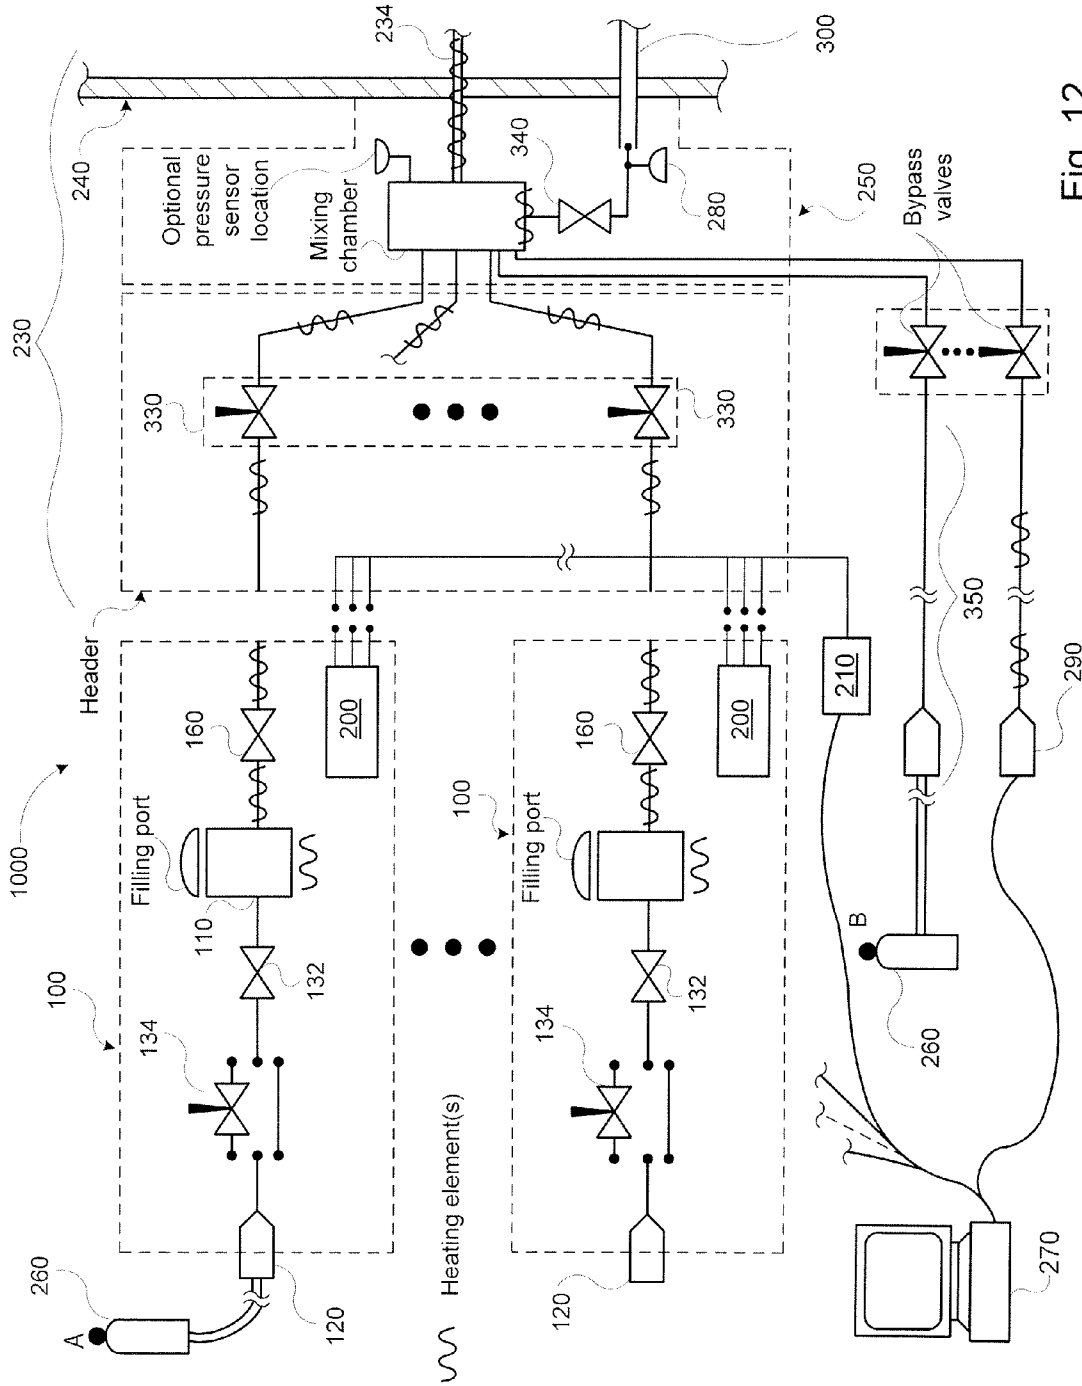 Fig. 12
230
240
Optional
pressure
sensor
location
Mixing
chamber
234
300
340
280
250
Bypass
valves
330
330
Header
1000
160
200
160
200
210
350
290
Filling port
110
100
Filling port
132
100
134
132
134
B
260
Heating element(s)
A
260
120
120
270